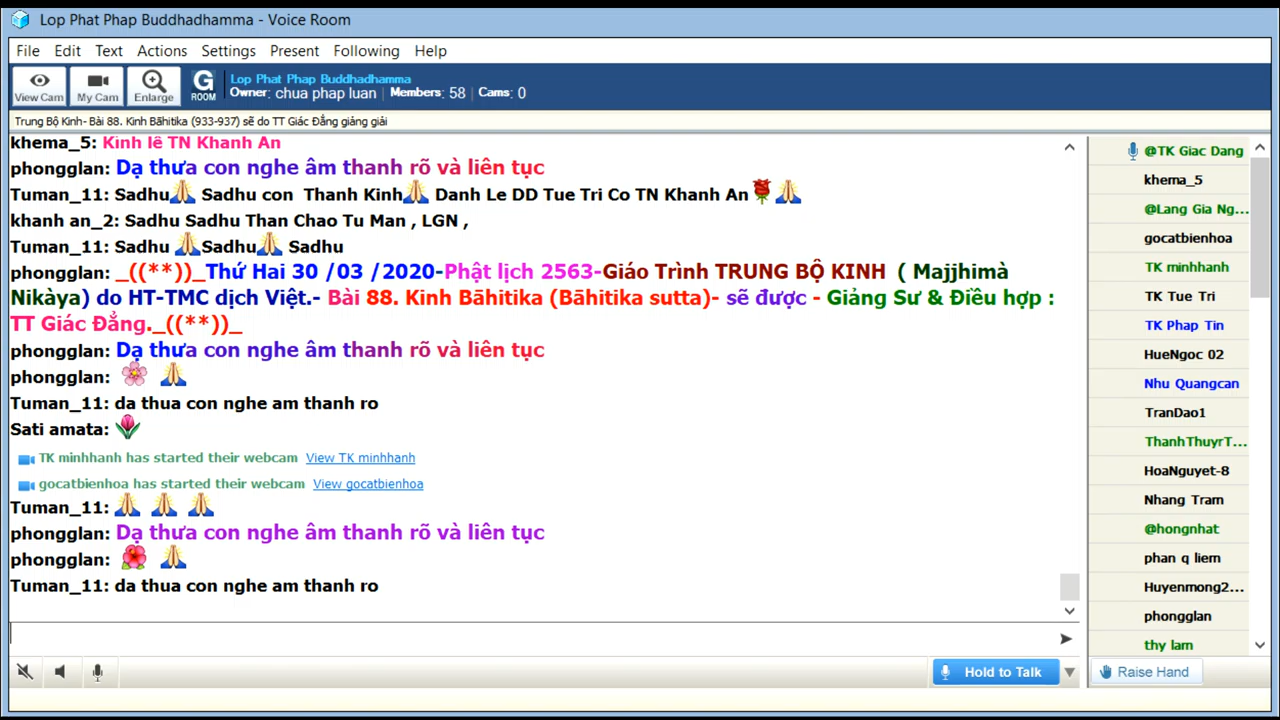 Lop Phat Phap Buddhadhamma - Voice Room
File Edit Text Actions Settings Present Following Help
View Cam My Cam Enlarge G ROOM
Lop Phat Phap Buddhadhamma
Owner: chua phap luan Members: 58 Cams: 0
Trung Bộ Kinh- Bài 88. Kinh Bāhitika (933-937) sẽ do TT Giác Đẳng giảng giải
khema_5: Kinh lê TN Khanh An
phongglan: Dạ thưa con nghe âm thanh rõ và liên tục
Tuman_11: Sadhu🙏 Sadhu con Thanh Kinh🙏 Danh Le DD Tue Tri Co TN Khanh An🌹🙏
khanh an_2: Sadhu Sadhu Than Chao Tu Man , LGN ,
Tuman_11: Sadhu 🙏Sadhu🙏 Sadhu
phongglan: _((**))_Thứ Hai 30 /03 /2020-Phật lịch 2563-Giáo Trình TRUNG BỘ KINH ( Majjhimà
Nikàya) do HT-TMC dịch Việt.- Bài 88. Kinh Bāhitika (Bāhitika sutta)- sẽ được - Giảng Sư & Điều hợp :
TT Giác Đẳng._((**))_
phongglan: Dạ thưa con nghe âm thanh rõ và liên tục
phongglan: 🌸 🙏
Tuman_11: da thua con nghe am thanh ro
Sati amata: 🌷
TK minhhanh has started their webcam View TK minhhanh
gocatbienhoa has started their webcam View gocatbienhoa
Tuman_11: 🙏 🙏 🙏
phongglan: Dạ thưa con nghe âm thanh rõ và liên tục
phongglan: 🌺 🙏
Tuman_11: da thua con nghe am thanh ro
@TK Giac Dang
khema_5
@Lang Gia Ng...
gocatbienhoa
TK minhhanh
TK Tue Tri
TK Phap Tin
HueNgoc 02
Nhu Quangcan
TranDao1
ThanhThuyrT...
HoaNguyet-8
Nhang Tram
@hongnhat
phan q liem
Huyenmong2...
phongglan
thy lam
Hold to Talk
Raise Hand